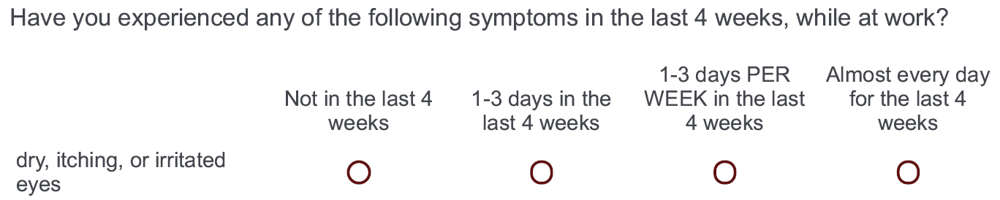 Have you experienced any of the following symptoms in the last 4 weeks, while at work?
Not in the last 4 weeks
1-3 days in the last 4 weeks
1-3 days PER WEEK in the last 4 weeks
Almost every day for the last 4 weeks
dry, itching, or irritated
eyes